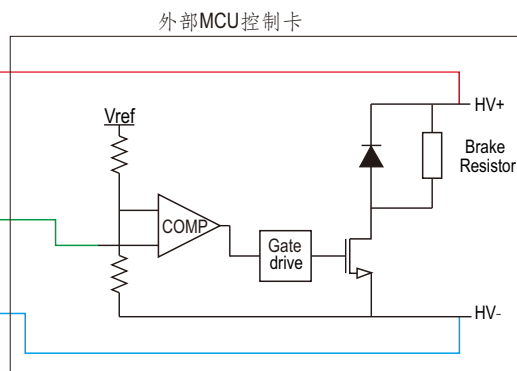 外部MCU控制卡
Vref
HV+
Brake
Resistor
COMP
Gate
drive
HV-